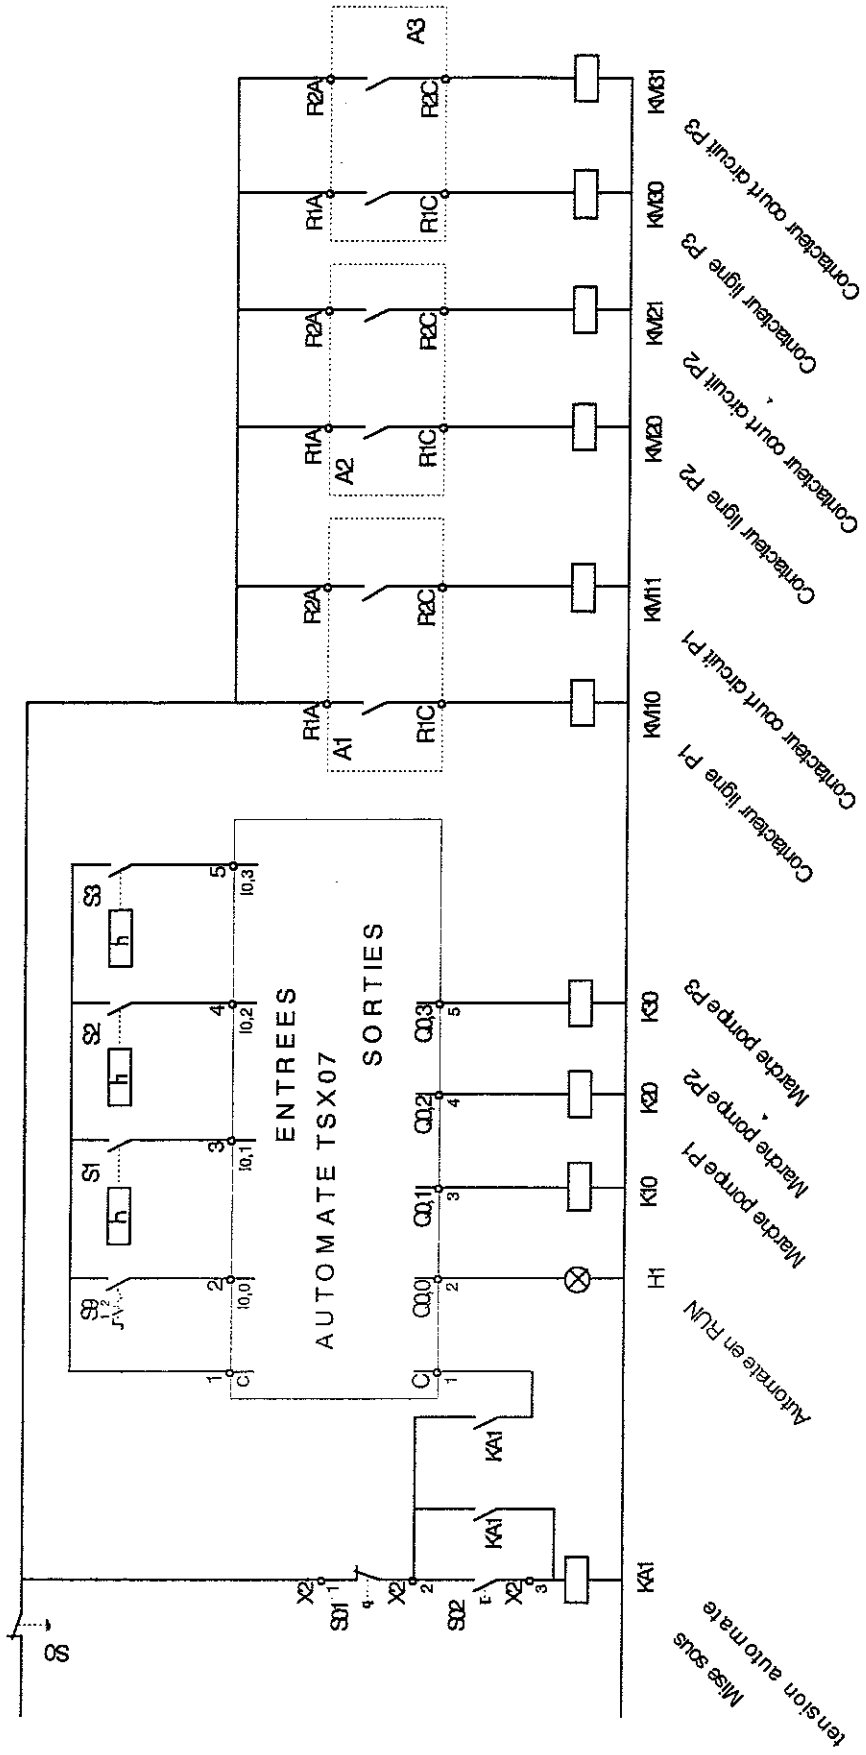 S0
X2
1
S01
X2
2
S02
X2
3
KA1
KA1
KA1
Mise sous
tension automate
S9
1 2
S1
h
S2
h
S3
h
1
C
2
I0,0
3
I0,1
4
I0,2
5
I0,3
ENTREES
AUTOMATE TSX07
SORTIES
C
1
Q0,0
2
Q0,1
3
Q0,2
4
Q0,3
5
H1
K10
K20
K30
Automate en RUN
Marche pompe P1
Marche pompe P2
Marche pompe P3
R1A
R2A
A1
R1C
R2C
R1A
R2A
A2
R1C
R2C
R1A
R2A
A3
R1C
R2C
KM10
KM11
KM20
KM21
KM30
KM31
Contacteur ligne P1
Contacteur court circuit P1
Contacteur ligne P2
Contacteur court circuit P2
Contacteur ligne P3
Contacteur court circuit P3